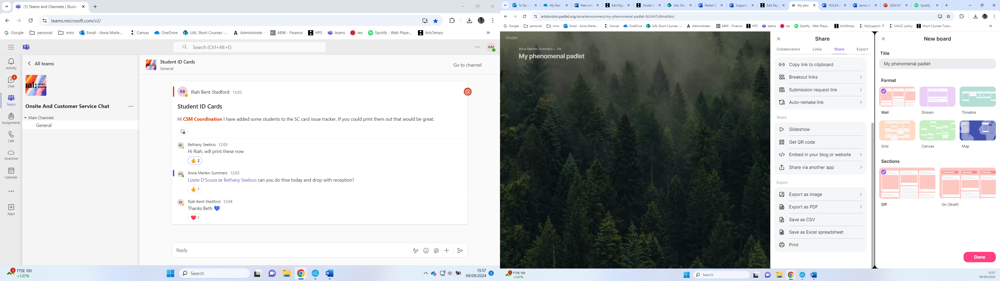 (1) Teams and Channels | Stude
teams.microsoft.com/v2/
Google personal miro Email - Anna Marle... Canvas OneDrive UAL Short Courses -... Administrate - ABW - Finance HPS teams rex Spotify - Web Playe... ArtsTemps
Search (Ctrl+Alt+E)
AM
Activity
1
Chat
Teams
Assignments
Calls
OneDrive
Calendar
Apps
All teams
ual: short
Onsite And Customer Service Chat
Main Channels
General
Student ID Cards
General
Go to channel
RB Riah Bent-Stedford 12:03
Student ID Cards
Hi CSM Coordination I have added some students to the SC card issue tracker. If you could print them out that would be great.
BS Bethany Seeboo 12:03
Hi Riah, will print these now
2
AM Anna Marlen-Summers 12:03
Lizete D'Souza or Bethany Seeboo can you do thse today and drop with reception?
1
RB Riah Bent-Stedford 12:04
Thanks Beth
1
Reply
1 FTSE 100
+1.07%
Search
15:57
09/09/2024
9
To Do - A My files Pete roll Edit Page Onsite C UAL Shor Padlet Q Support Edit Page My phen 10.9.24.d terms of 2024 09 Spotify -
artslondon.padlet.org/amarlensummers/my-phenomenal-padlet-lb2nhl7u9msttdro
Google personal miro Email - Anna Marle... Canvas OneDrive UAL Short Courses -... Administrate - ABW - Finance HPS teams rex Spotify - Web Playe... ArtsTemps MySupport- IT UALSC policy Short Courses Tutor...
:Padlet
Anna Marlen-Summers • 2m
My phenomenal padlet
Share
Collaborators Links Share Export
Copy link to clipboard
Breakout links
Submission request link
Auto-remake link
Share
Slideshow
Get QR code
Embed in your blog or website
Share via another app
Export
Export as image
Export as PDF
Save as CSV
Save as Excel spreadsheet
Print
New board
Title
My phenomenal padlet
Format
Wall Stream Timeline
Grid Canvas Map
Sections
Off On (Shelf)
Done
1 FTSE 100
+1.07%
Search
15:57
09/09/2024